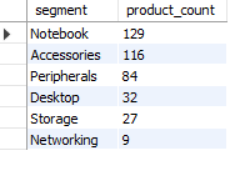 segment product_count
Notebook 129
Accessories 116
Peripherals 84
Desktop 32
Storage 27
Networking 9